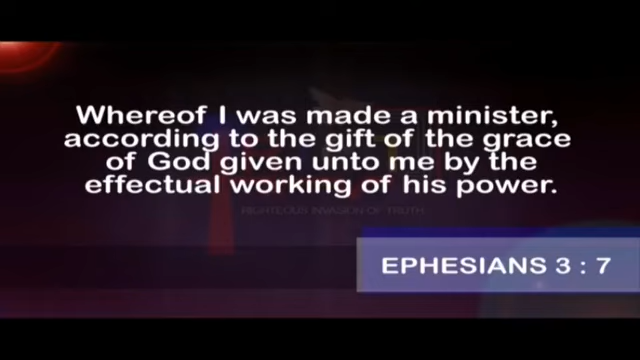 Whereof I was made a minister,
according to the gift of the grace
of God given unto me by the
effectual working of his power.
RIGHTEOUS INVASION OF TRUTH
EPHESIANS 3 : 7